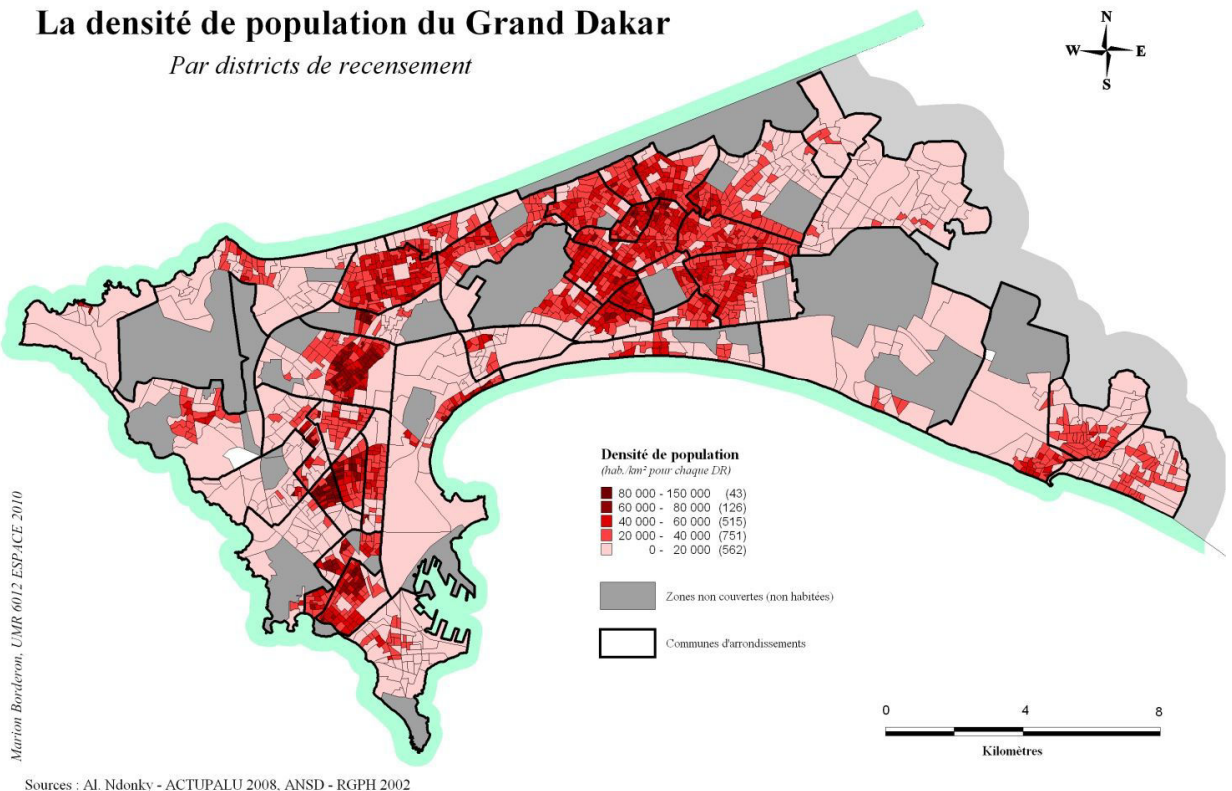 La densité de population du Grand Dakar
Par districts de recensement
N
W E
S
Densité de population
(hab./km² pour chaque DR)
80 000 - 150 000 (43)
60 000 - 80 000 (126)
40 000 - 60 000 (515)
20 000 - 40 000 (751)
0 - 20 000 (562)
Zones non couvertes (non habitées)
Communes d'arrondissements
0 4 8
Kilomètres
Marion Borderon, UMR 6012 ESPACE 2010
Sources : Al. Ndonky - ACTUPALU 2008, ANSD - RGPH 2002